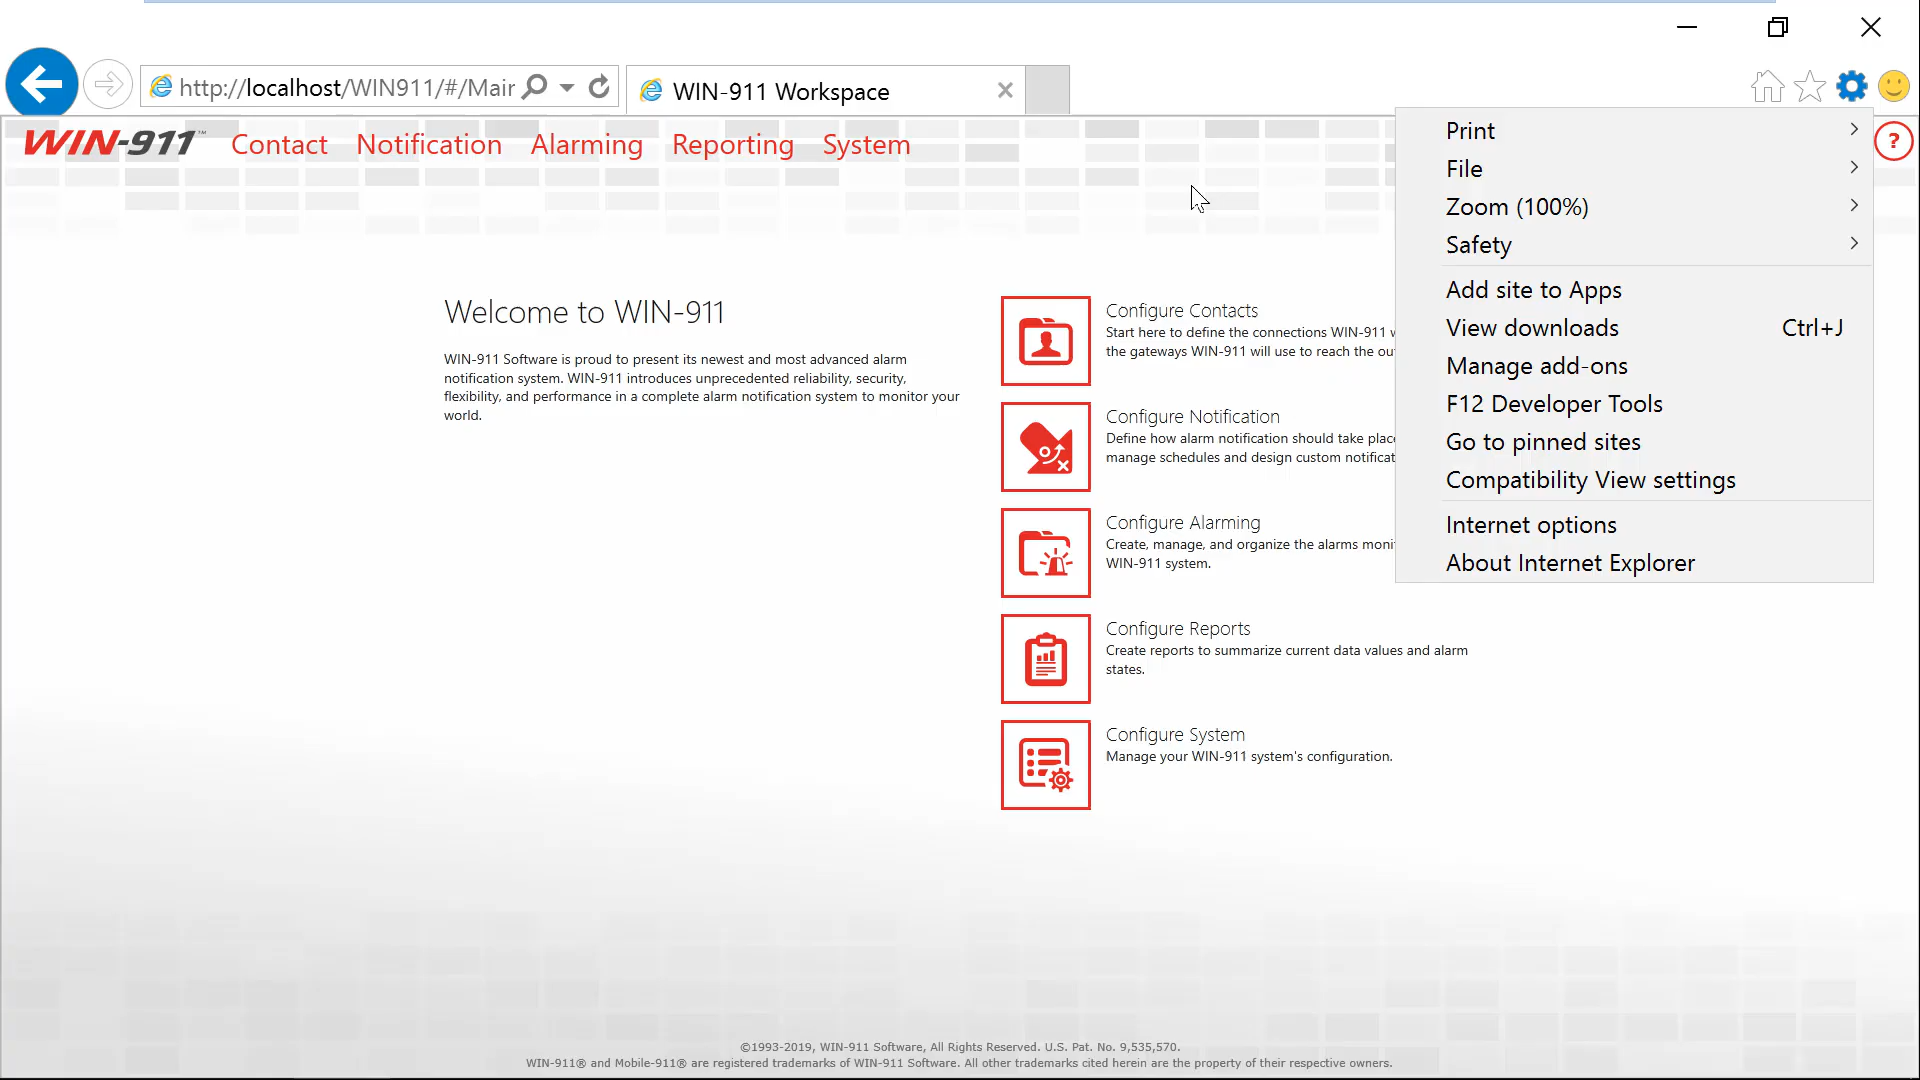 http://localhost/WIN911/#/Mair
WIN-911 Workspace
WIN-911™
Contact
Notification
Alarming
Reporting
System
?
Print
File
Zoom (100%)
Safety
Add site to Apps
View downloads Ctrl+J
Manage add-ons
F12 Developer Tools
Go to pinned sites
Compatibility View settings
Internet options
About Internet Explorer
Welcome to WIN-911
WIN-911 Software is proud to present its newest and most advanced alarm
notification system. WIN-911 introduces unprecedented reliability, security,
flexibility, and performance in a complete alarm notification system to monitor your
world.
Configure Contacts
Start here to define the connections WIN-911
the gateways WIN-911 will use to reach the
Configure Notification
Define how alarm notification should take
manage schedules and design custom
Configure Alarming
Create, manage, and organize the alarms
WIN-911 system.
Configure Reports
Create reports to summarize current data values and alarm
states.
Configure System
Manage your WIN-911 system's configuration.
©1993-2019, WIN-911 Software, All Rights Reserved. U.S. Pat. No. 9,535,570.
WIN-911® and Mobile-911® are registered trademarks of WIN-911 Software. All other trademarks cited herein are the property of their respective owners.